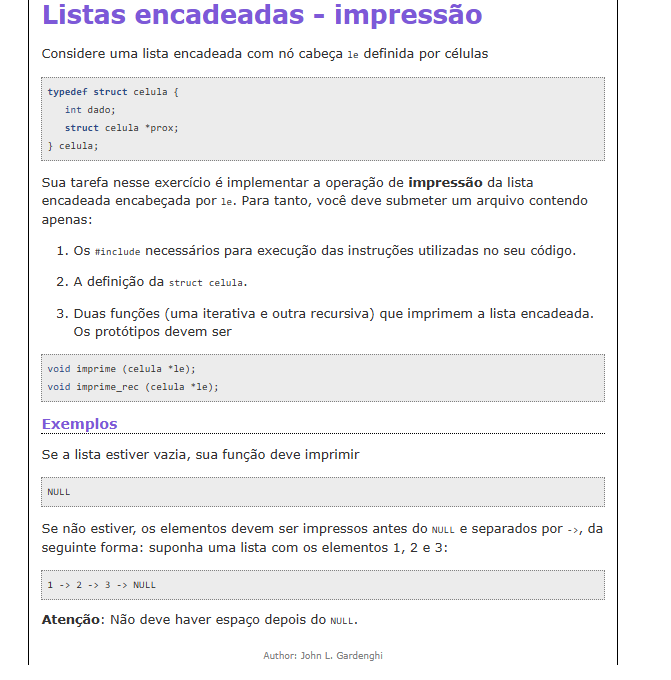 Listas encadeadas - impressão
Considere uma lista encadeada com nó cabeça le definida por células
typedef struct celula {
   int dado;
   struct celula *prox;
} celula;
Sua tarefa nesse exercício é implementar a operação de impressão da lista
encadeada encabeçada por le. Para tanto, você deve submeter um arquivo contendo
apenas:
1. Os #include necessários para execução das instruções utilizadas no seu código.
2. A definição da struct celula.
3. Duas funções (uma iterativa e outra recursiva) que imprimem a lista encadeada.
Os protótipos devem ser
void imprime (celula *le);
void imprime_rec (celula *le);
Exemplos
Se a lista estiver vazia, sua função deve imprimir
NULL
Se não estiver, os elementos devem ser impressos antes do NULL e separados por ->, da
seguinte forma: suponha uma lista com os elementos 1, 2 e 3:
1 -> 2 -> 3 -> NULL
Atenção: Não deve haver espaço depois do NULL.
Author: John L. Gardenghi